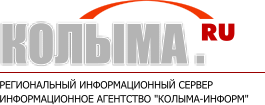 КОЛЫМА.RU
РЕГИОНАЛЬНЫЙ ИНФОРМАЦИОННЫЙ СЕРВЕР
ИНФОРМАЦИОННОЕ АГЕНТСТВО "КОЛЫМА-ИНФОРМ"